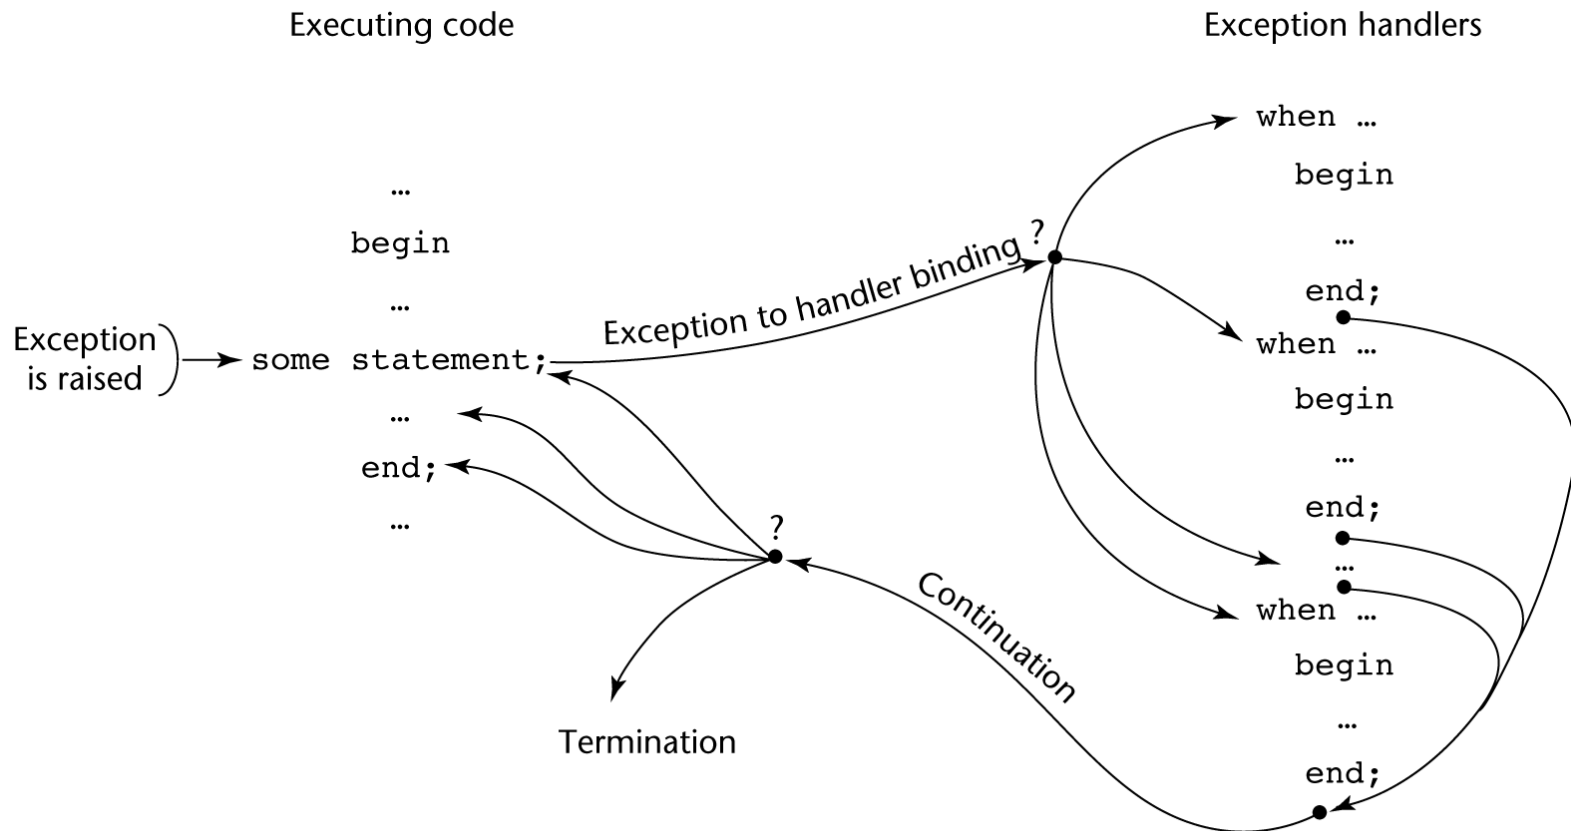 Executing code
Exception handlers
…
begin
…
Exception
is raised
some statement;
…
end;
…
Exception to handler binding
?
when …
begin
…
end;
when …
begin
…
end;
…
when …
begin
…
end;
Continuation
?
Termination